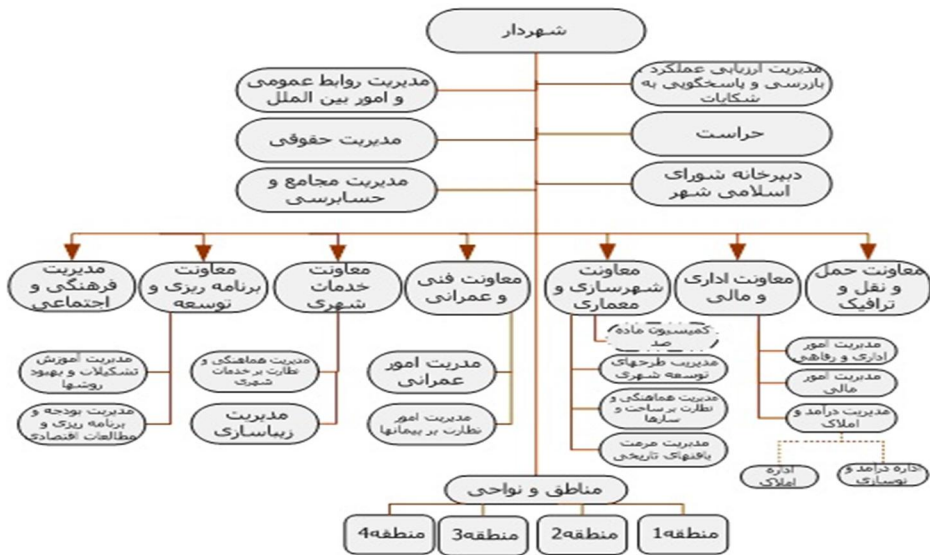 شهردار
مدیریت ارزیابی عملکرد ،
بازرسی و پاسخگویی به
شکایات
مدیریت روابط عمومی
و امور بین الملل
حراست
مدیریت حقوقی
دبیرخانه شورای
اسلامی شهر
مدیریت مجامع و
حسابرسی
معاونت حمل
و نقل و
ترافیک
معاونت اداری
و مالی
معاونت
شهرسازی و
معماری
معاونت فنی
و عمرانی
معاونت
خدمات
شهری
معاونت
برنامه ریزی و
توسعه
مدیریت
فرهنگی و
اجتماعی
مدیریت امور
اداری و رفاهی
مدیریت امور
مالی
مدیریت درآمد و
املاک
اداره درآمد و
نوسازی
اداره
املاک
کمیسیون ماده
صد
مدیریت طرحهای
توسعه شهری
مدیریت هماهنگی و
نظارت بر ساخت و
سازها
مدیریت مرمت
بافتهای تاریخی
مدریت امور
عمرانی
مدیریت امور
نظارت بر پیمانها
مدیریت هماهنگی و
نظارت بر خدمات
شهری
مدیریت
زیباسازی
مدیریت آموزش
تشکیلات و بهبود
روشها
مدیریت بودجه و
برنامه ریزی و
مطالعات اقتصادی
مناطق و نواحی
منطقه1
منطقه2
منطقه3
منطقه4